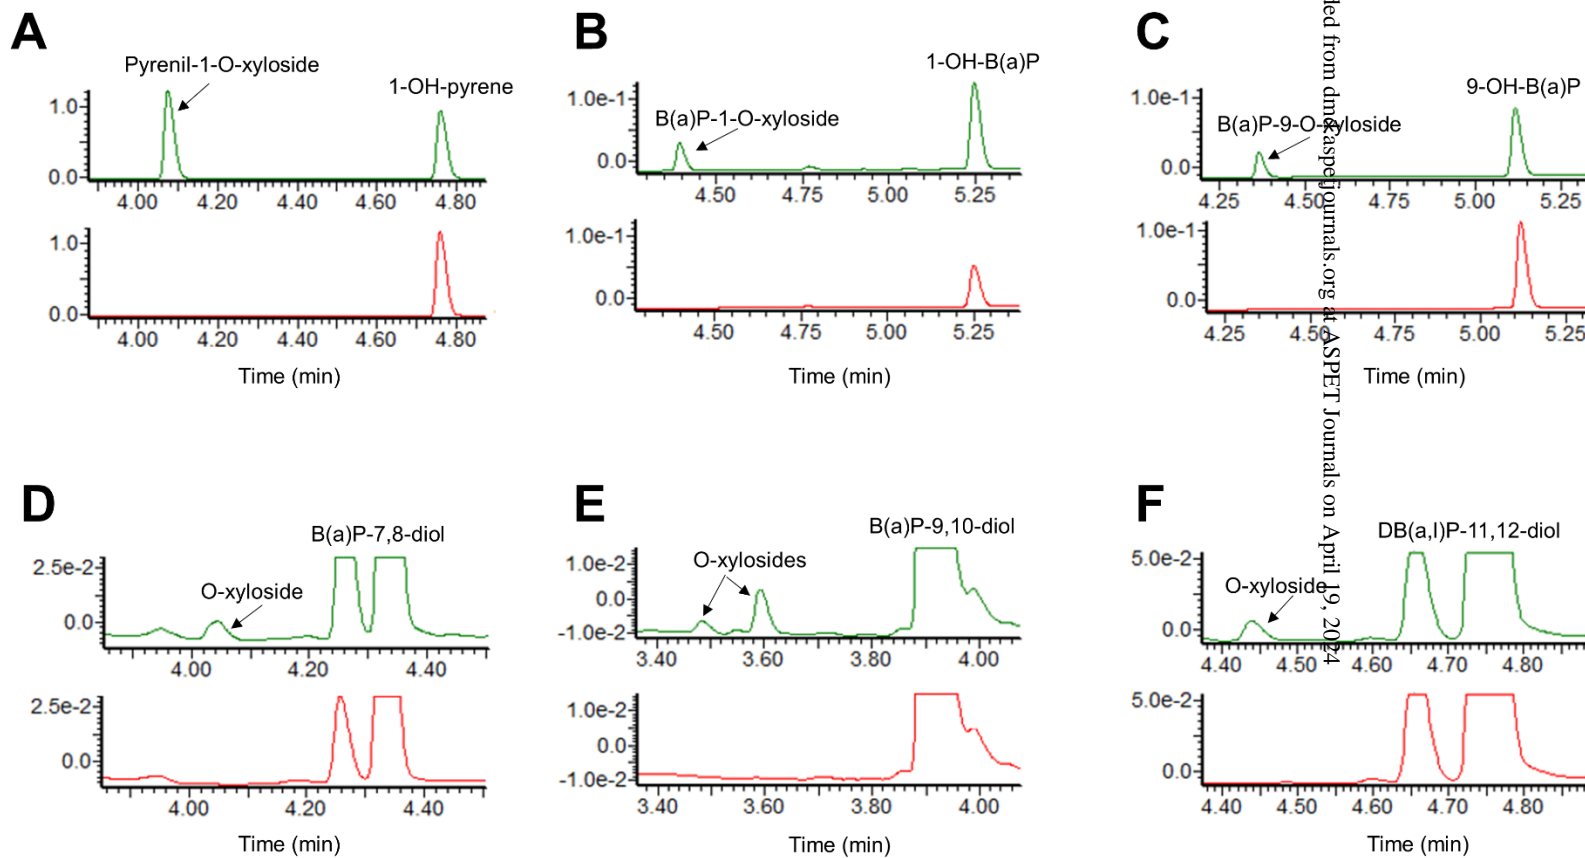 A
Pyrenil-1-O-xyloside
1-OH-pyrene
1.0
0.0
4.00 4.20 4.40 4.60 4.80
1.0
0.0
4.00 4.20 4.40 4.60 4.80
Time (min)
B
1-OH-B(a)P
B(a)P-1-O-xyloside
1.0e-1
0.0
4.50 4.75 5.00 5.25
1.0e-1
0.0
4.50 4.75 5.00 5.25
Time (min)
C
9-OH-B(a)P
B(a)P-9-O-xyloside
1.0e-1
0.0
4.25 4.50 4.75 5.00 5.25
1.0e-1
0.0
4.25 4.50 4.75 5.00 5.25
Time (min)
D
B(a)P-7,8-diol
O-xyloside
2.5e-2
0.0
4.00 4.20 4.40
2.5e-2
0.0
4.00 4.20 4.40
Time (min)
E
B(a)P-9,10-diol
O-xylosides
1.0e-2
0.0
-1.0e-2
3.40 3.60 3.80 4.00
1.0e-2
0.0
-1.0e-2
3.40 3.60 3.80 4.00
Time (min)
F
DB(a,l)P-11,12-diol
O-xyloside
5.0e-2
0.0
4.40 4.50 4.60 4.70 4.80
5.0e-2
0.0
4.40 4.50 4.60 4.70 4.80
Time (min)
ded from dmd.aspetjournals.org at ASPET Journals on April 19, 2024